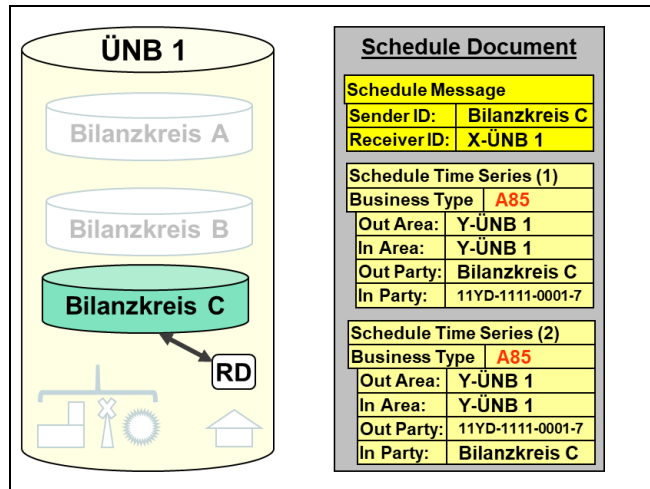 ÜNB 1
Bilanzkreis A
Bilanzkreis B
Bilanzkreis C
RD
Schedule Document
Schedule Message
Sender ID: Bilanzkreis C
Receiver ID: X-ÜNB 1
Schedule Time Series (1)
Business Type A85
Out Area: Y-ÜNB 1
In Area: Y-ÜNB 1
Out Party: Bilanzkreis C
In Party: 11YD-1111-0001-7
Schedule Time Series (2)
Business Type A85
Out Area: Y-ÜNB 1
In Area: Y-ÜNB 1
Out Party: 11YD-1111-0001-7
In Party: Bilanzkreis C